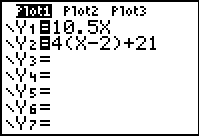 Plot1 Plot2 Plot3
\Y1=10.5X
\Y2=4(X-2)+21
\Y3=
\Y4=
\Y5=
\Y6=
\Y7=